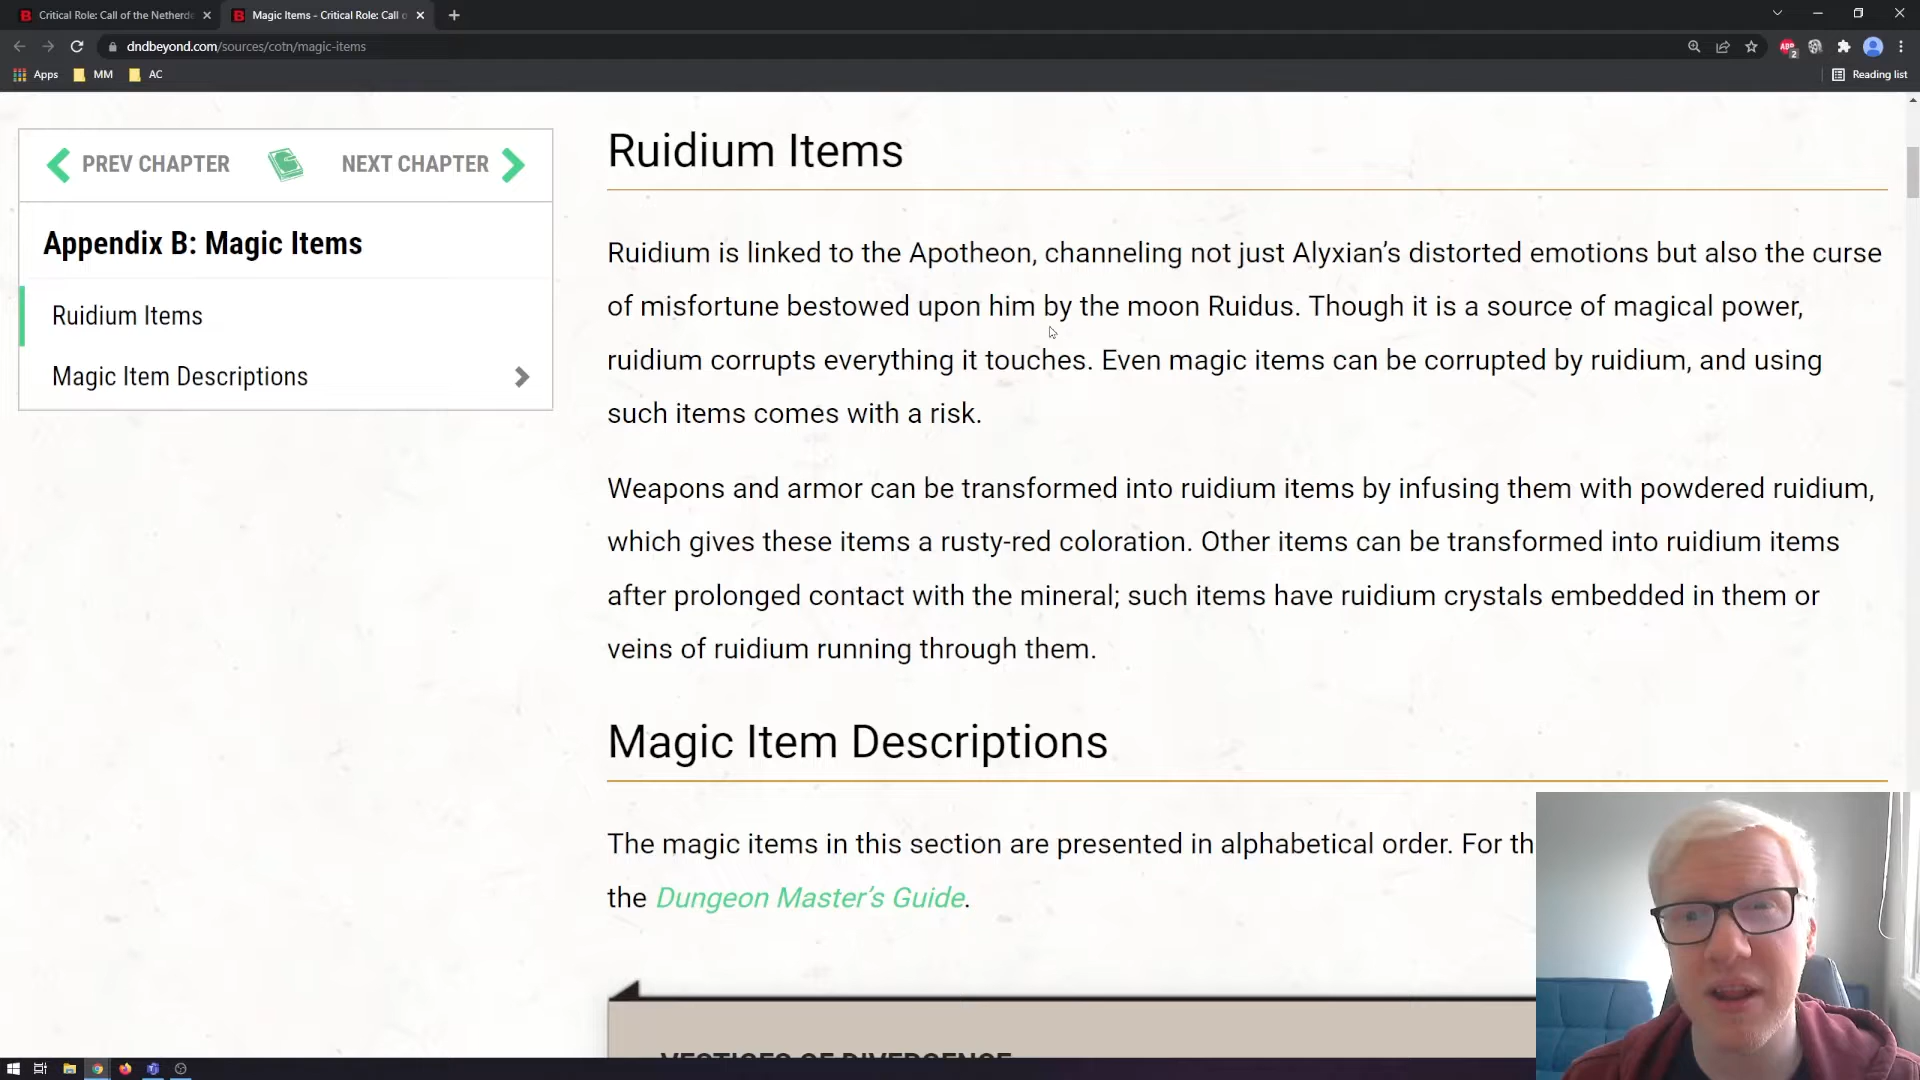 Critical Role: Call of the Netherde
Magic Items - Critical Role: Call o
dndbeyond.com/sources/cotn/magic-items
ABP
2
Apps
MM
AC
Reading list
PREV CHAPTER
NEXT CHAPTER
Appendix B: Magic Items
Ruidium Items
Magic Item Descriptions
Ruidium Items
Ruidium is linked to the Apotheon, channeling not just Alyxian’s distorted emotions but also the curse
of misfortune bestowed upon him by the moon Ruidus. Though it is a source of magical power,
ruidium corrupts everything it touches. Even magic items can be corrupted by ruidium, and using
such items comes with a risk.
Weapons and armor can be transformed into ruidium items by infusing them with powdered ruidium,
which gives these items a rusty-red coloration. Other items can be transformed into ruidium items
after prolonged contact with the mineral; such items have ruidium crystals embedded in them or
veins of ruidium running through them.
Magic Item Descriptions
The magic items in this section are presented in alphabetical order. For th
the Dungeon Master’s Guide.
VESTIGES OF DIVERGENCE